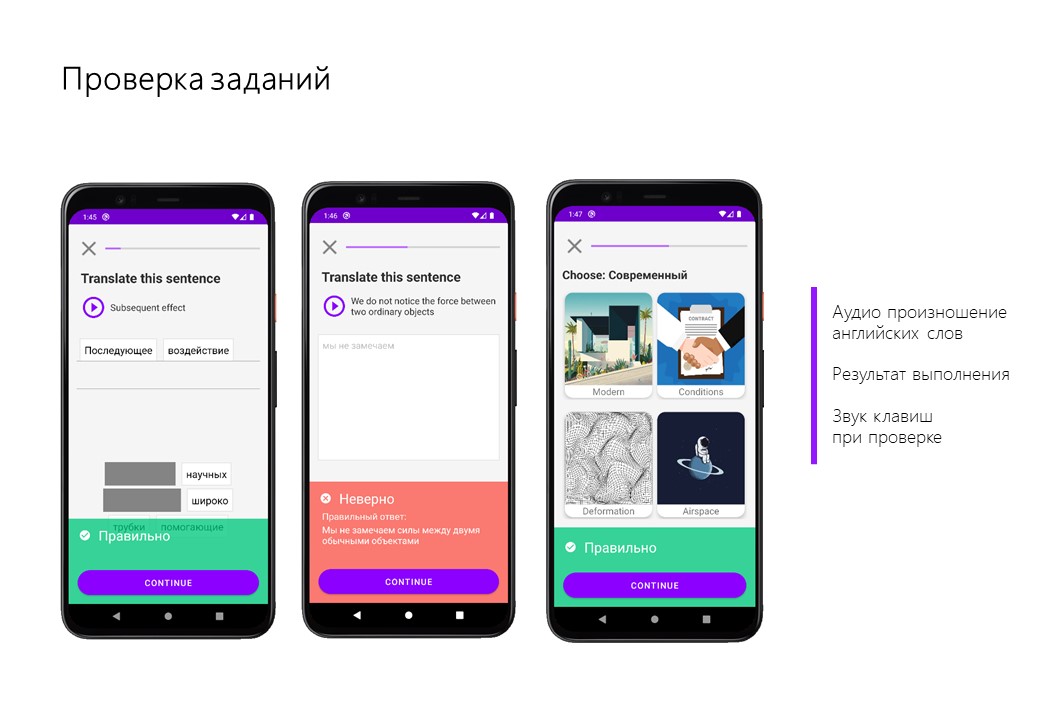 Проверка заданий
1:45
Translate this sentence
Subsequent effect
Последующее воздействие
научных
широко
трубки помогающие
Правильно
CONTINUE
1:46
Translate this sentence
We do not notice the force between
two ordinary objects
мы не замечаем
Неверно
Правильный ответ:
Мы не замечаем силы между двумя
обычными объектами
CONTINUE
1:47
Choose: Современный
CONTRACT
Modern
Conditions
Deformation
Airspace
Правильно
CONTINUE
Аудио произношение
английских слов
Результат выполнения
Звук клавиш
при проверке